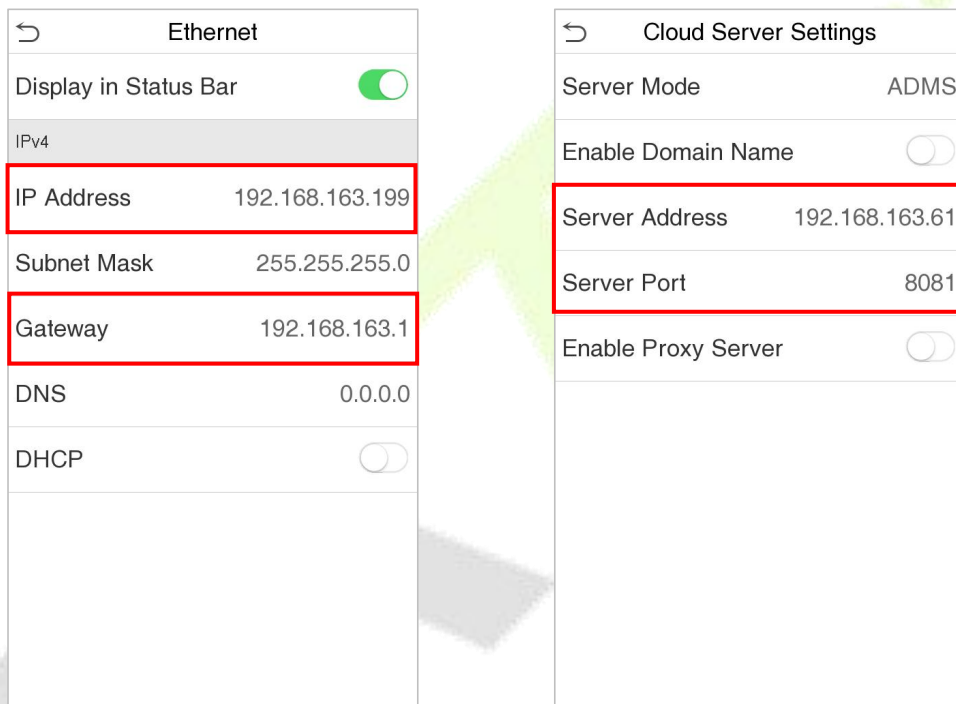 Ethernet
Display in Status Bar
IPv4
IP Address 192.168.163.199
Subnet Mask 255.255.255.0
Gateway 192.168.163.1
DNS 0.0.0.0
DHCP
Cloud Server Settings
Server Mode ADMS
Enable Domain Name
Server Address 192.168.163.61
Server Port 8081
Enable Proxy Server